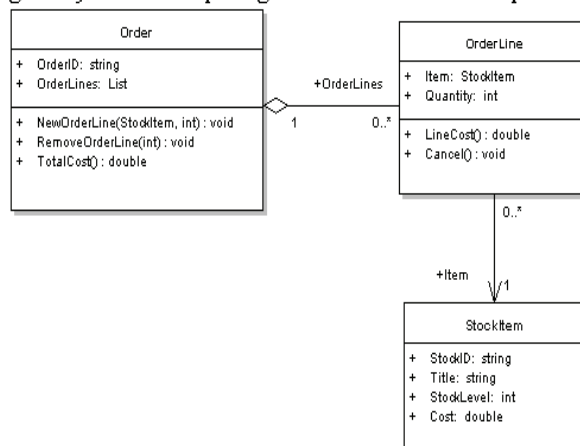 Order
+ OrderID: string
+ OrderLines: List
+ NewOrderLine(StockItem, int) : void
+ RemoveOrderLine(int) : void
+ TotalCost() : double
+OrderLines
1
0..*
OrderLine
+ Item: StockItem
+ Quantity: int
+ LineCost() : double
+ Cancel() : void
0..*
+Item
1
StockItem
+ StockID: string
+ Title: string
+ StockLevel: int
+ Cost: double